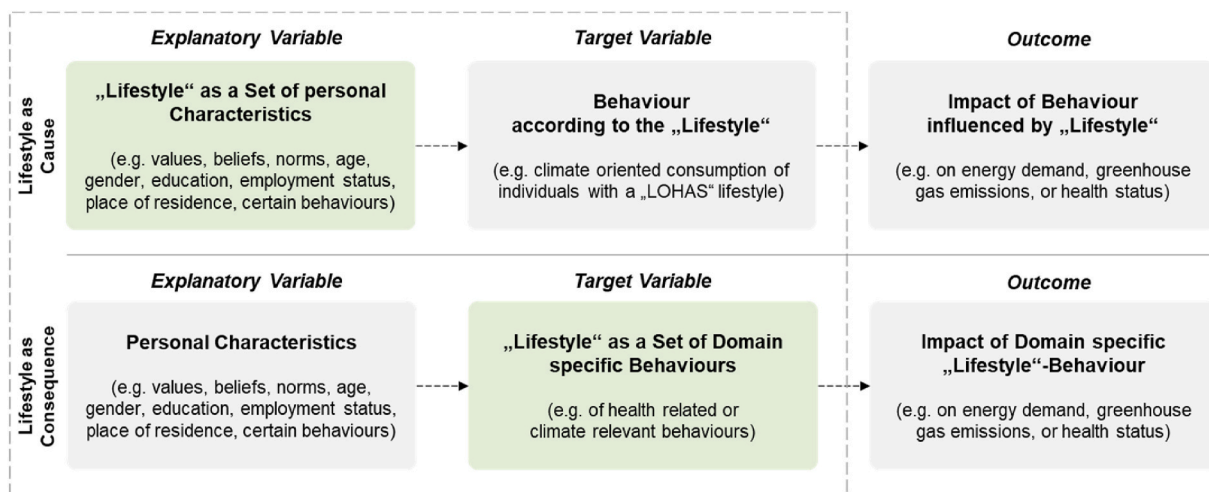 Explanatory Variable
Target Variable
Outcome
Lifestyle as
Cause
„Lifestyle“ as a Set of personal
Characteristics
(e.g. values, beliefs, norms, age,
gender, education, employment status,
place of residence, certain behaviours)
Behaviour
according to the „Lifestyle“
(e.g. climate oriented consumption of
individuals with a „LOHAS“ lifestyle)
Impact of Behaviour
influenced by „Lifestyle“
(e.g. on energy demand, greenhouse
gas emissions, or health status)
Explanatory Variable
Target Variable
Outcome
Lifestyle as
Consequence
Personal Characteristics
(e.g. values, beliefs, norms, age,
gender, education, employment status,
place of residence, certain behaviours)
„Lifestyle“ as a Set of Domain
specific Behaviours
(e.g. of health related or
climate relevant behaviours)
Impact of Domain specific
„Lifestyle“-Behaviour
(e.g. on energy demand, greenhouse
gas emissions, or health status)